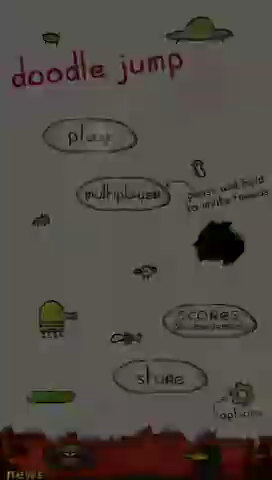 doodle jump
play
multiplayer
press and hold
to invite friends
scores
store
options
news